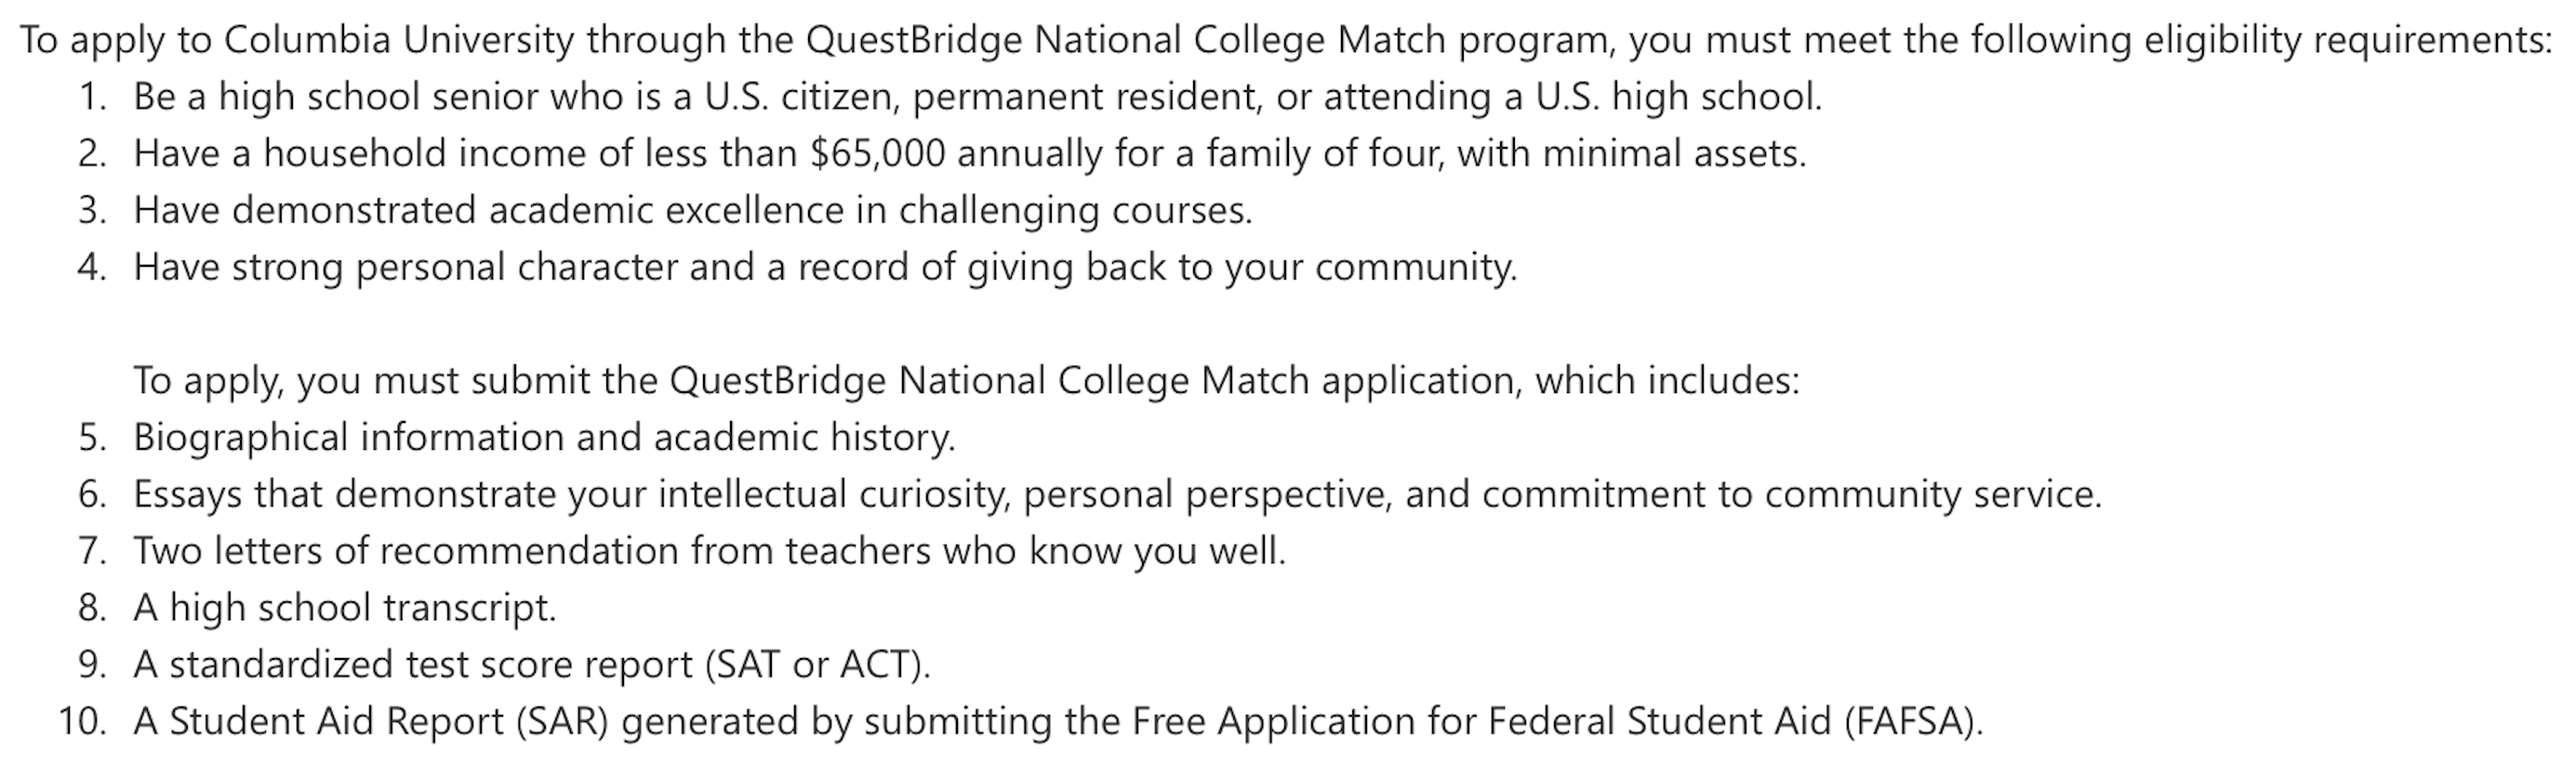 To apply to Columbia University through the QuestBridge National College Match program, you must meet the following eligibility requirements:
1. Be a high school senior who is a U.S. citizen, permanent resident, or attending a U.S. high school.
2. Have a household income of less than $65,000 annually for a family of four, with minimal assets.
3. Have demonstrated academic excellence in challenging courses.
4. Have strong personal character and a record of giving back to your community.
To apply, you must submit the QuestBridge National College Match application, which includes:
5. Biographical information and academic history.
6. Essays that demonstrate your intellectual curiosity, personal perspective, and commitment to community service.
7. Two letters of recommendation from teachers who know you well.
8. A high school transcript.
9. A standardized test score report (SAT or ACT).
10. A Student Aid Report (SAR) generated by submitting the Free Application for Federal Student Aid (FAFSA).